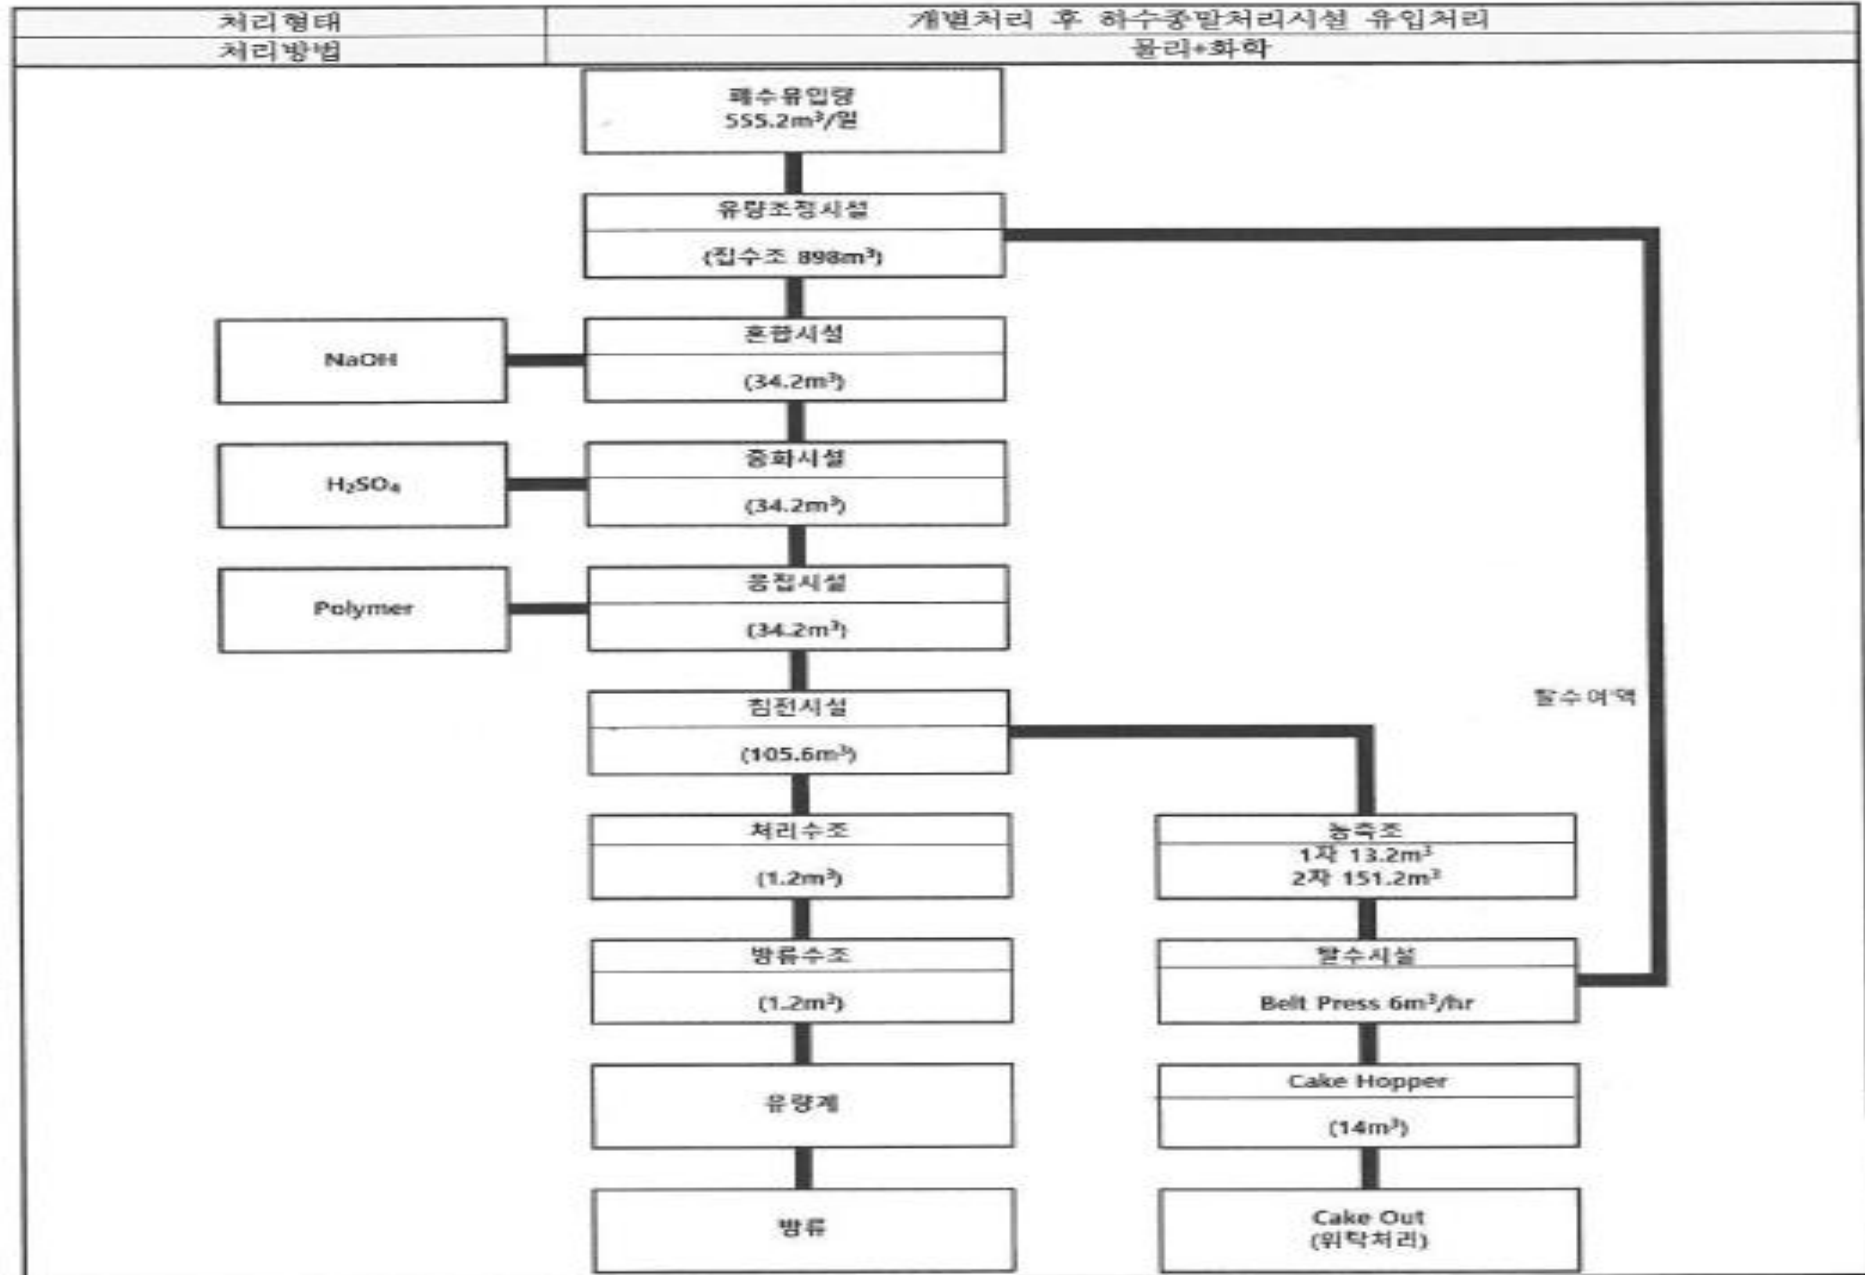 처리형태
개별처리 후 하수종말처리시설 유입처리
처리방법
물리+화학
폐수유입량
555.2m³/일
유량조정시설
(집수조 898m³)
NaOH
혼합시설
(34.2m³)
H₂SO₄
중화시설
(34.2m³)
Polymer
응집시설
(34.2m³)
침전시설
(105.6m³)
탈수여액
처리수조
(1.2m³)
농축조
1차 13.2m³
2차 151.2m³
방류수조
(1.2m³)
탈수시설
Belt Press 6m³/hr
유량계
Cake Hopper
(14m³)
방류
Cake Out
(위탁처리)